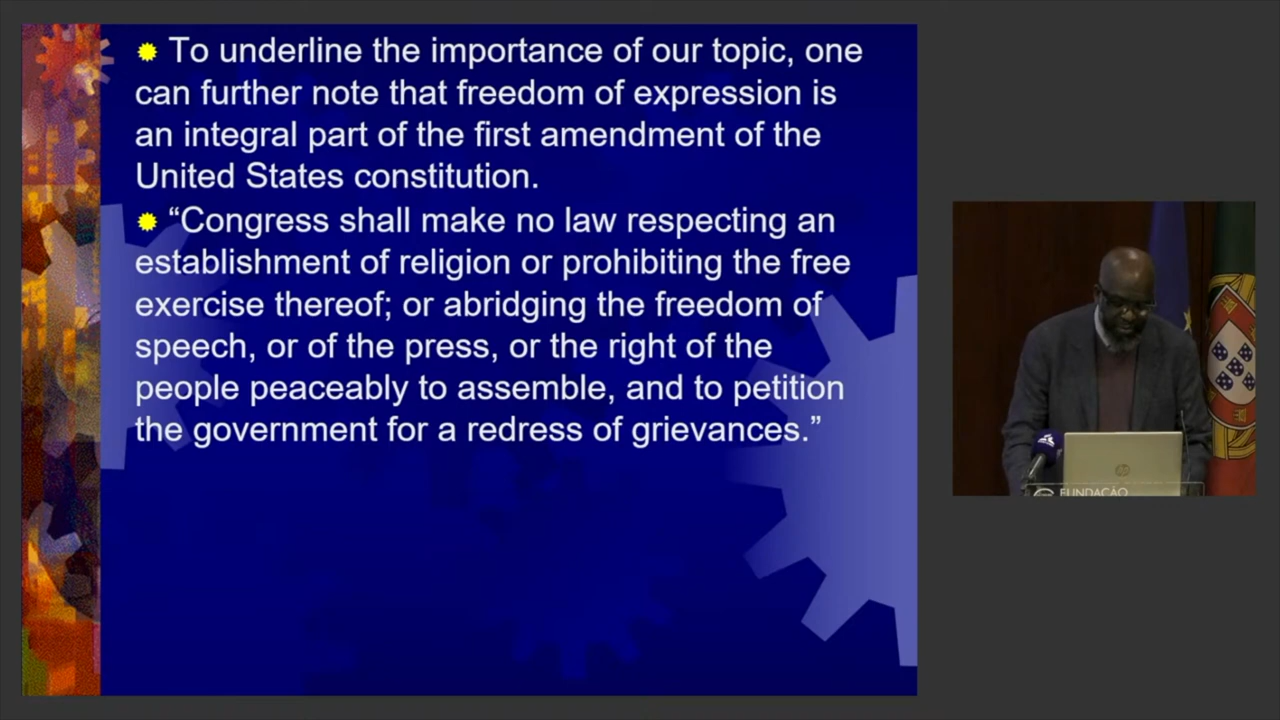 To underline the importance of our topic, one
can further note that freedom of expression is
an integral part of the first amendment of the
United States constitution.
“Congress shall make no law respecting an
establishment of religion or prohibiting the free
exercise thereof; or abridging the freedom of
speech, or of the press, or the right of the
people peaceably to assemble, and to petition
the government for a redress of grievances.”
hp
FUNDAÇÃO